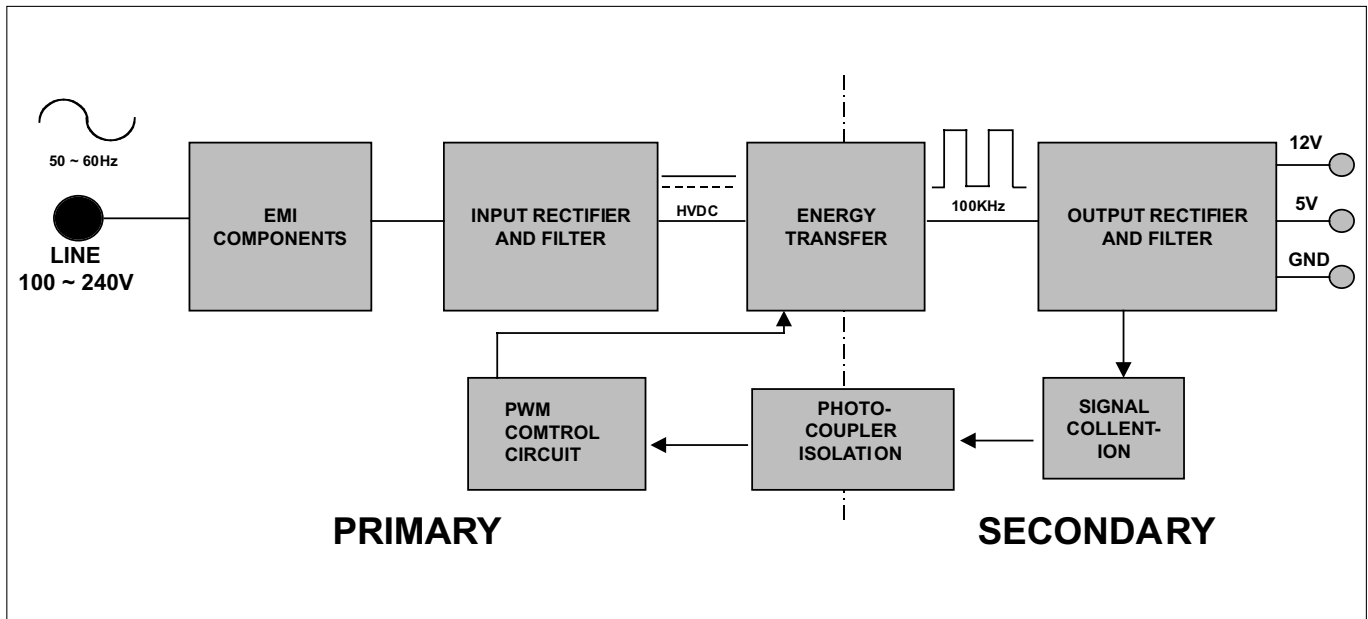 50 ~ 60Hz
LINE
100 ~ 240V
EMI
COMPONENTS
INPUT RECTIFIER
AND FILTER
HVDC
ENERGY
TRANSFER
100KHz
OUTPUT RECTIFIER
AND FILTER
12V
5V
GND
PWM
COMTROL
CIRCUIT
PHOTO-
COUPLER
ISOLATION
SIGNAL
COLLENT-
ION
PRIMARY
SECONDARY